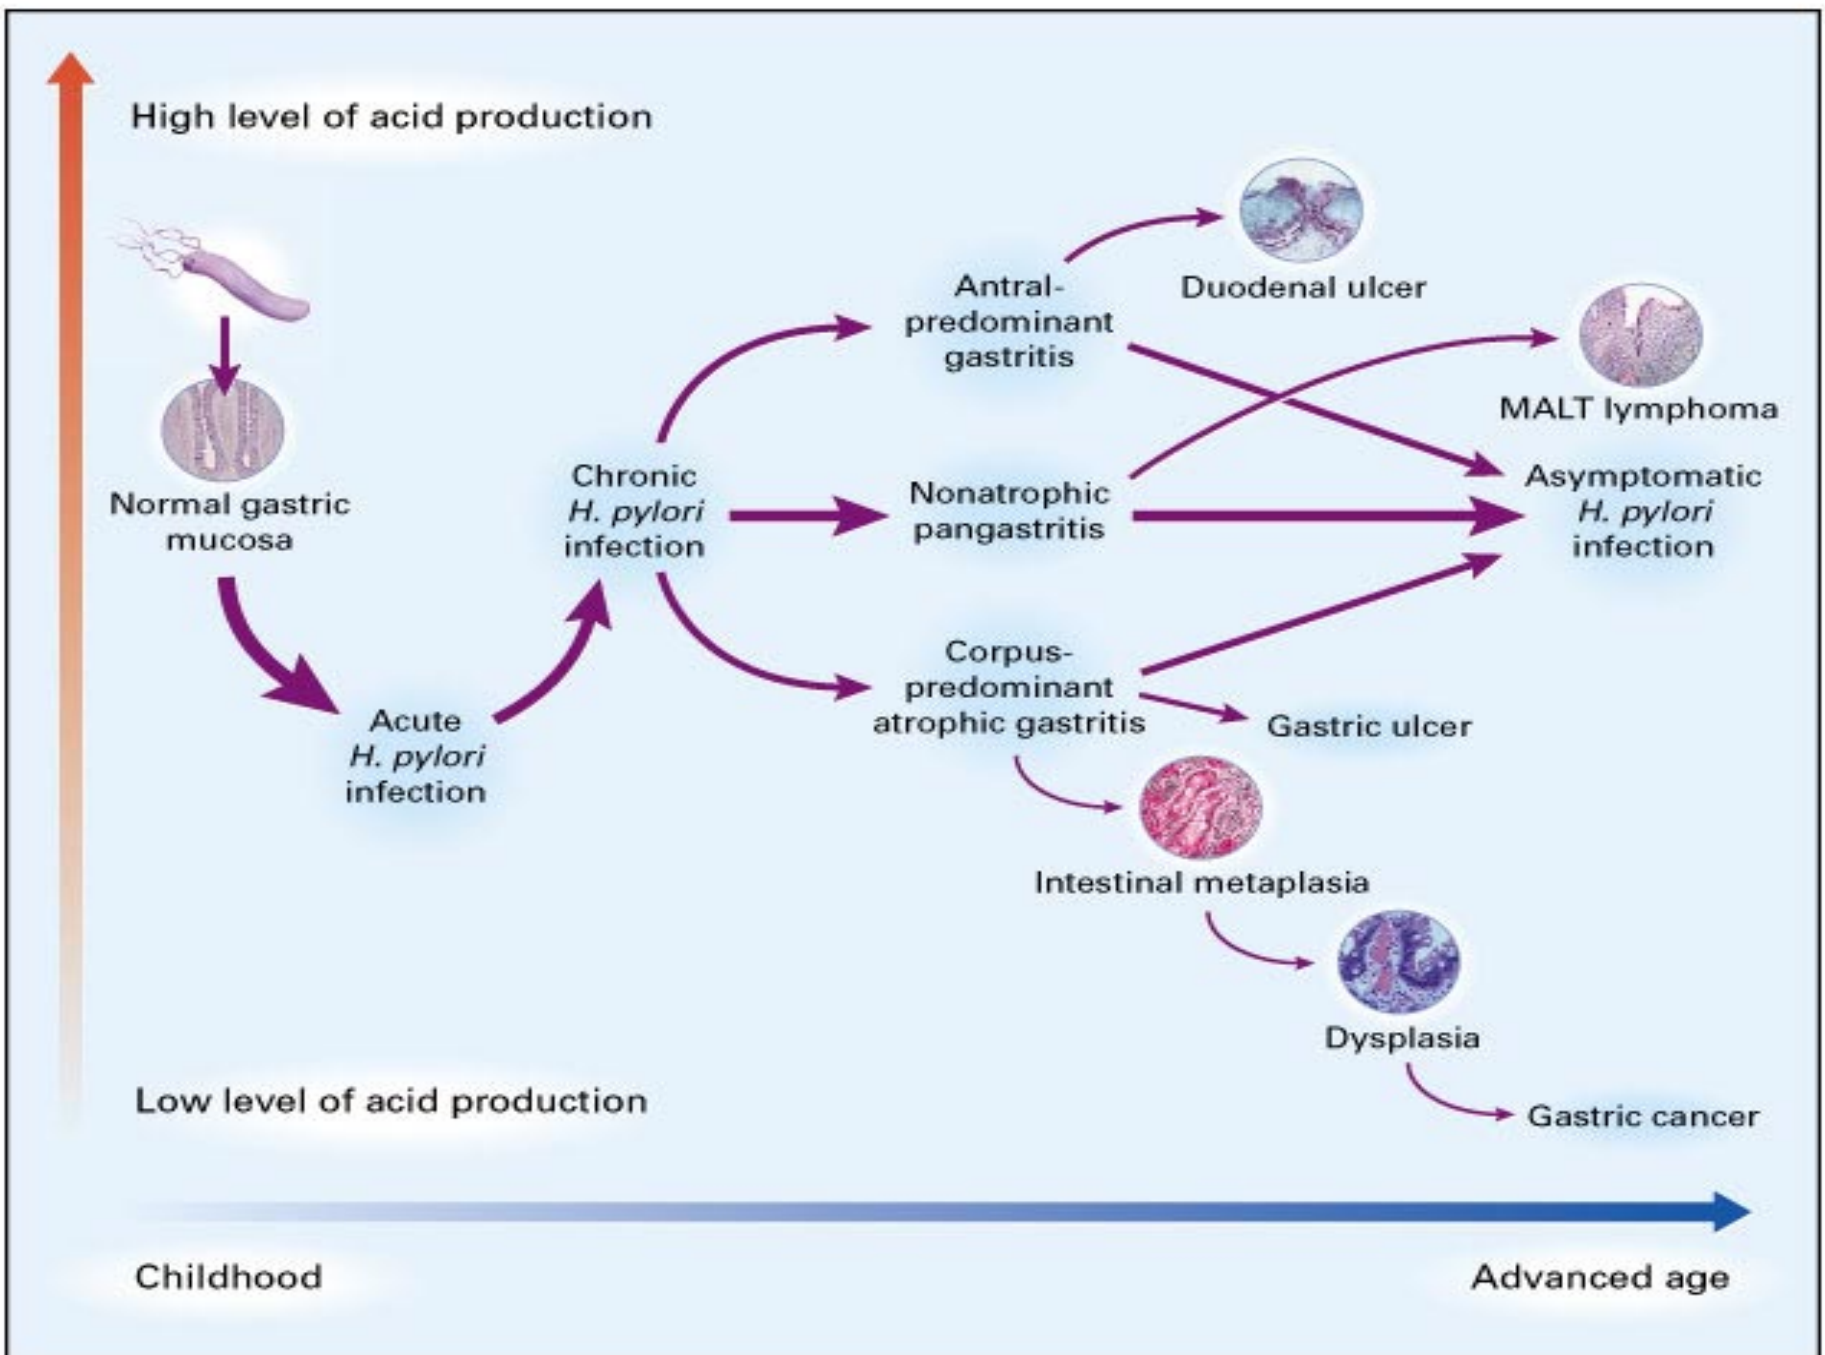 High level of acid production
Normal gastric
mucosa
Acute
H. pylori
infection
Chronic
H. pylori
infection
Antral-
predominant
gastritis
Duodenal ulcer
Nonatrophic
pangastritis
MALT lymphoma
Asymptomatic
H. pylori
infection
Corpus-
predominant
atrophic gastritis
Gastric ulcer
Intestinal metaplasia
Dysplasia
Gastric cancer
Low level of acid production
Childhood
Advanced age